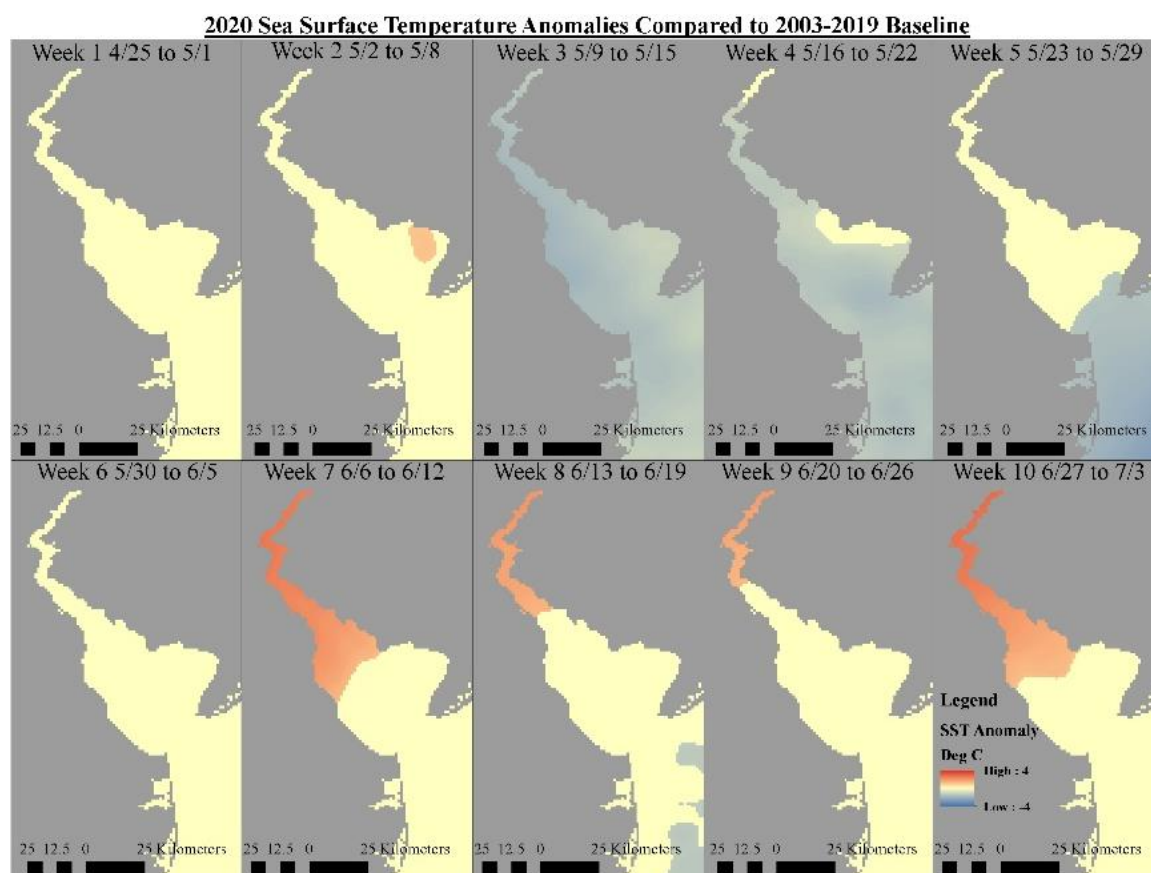 2020 Sea Surface Temperature Anomalies Compared to 2003-2019 Baseline
Week 1 4/25 to 5/1
Week 2 5/2 to 5/8
Week 3 5/9 to 5/15
Week 4 5/16 to 5/22
Week 5 5/23 to 5/29
25 12.5 0 25 Kilometers
25 12.5 0 25 Kilometers
25 12.5 0 25 Kilometers
25 12.5 0 25 Kilometers
25 12.5 0 25 Kilometers
Week 6 5/30 to 6/5
Week 7 6/6 to 6/12
Week 8 6/13 to 6/19
Week 9 6/20 to 6/26
Week 10 6/27 to 7/3
Legend
SST Anomaly
Deg C
High : 4
Low : -4
25 12.5 0 25 Kilometers
25 12.5 0 25 Kilometers
25 12.5 0 25 Kilometers
25 12.5 0 25 Kilometers
25 12.5 0 25 Kilometers